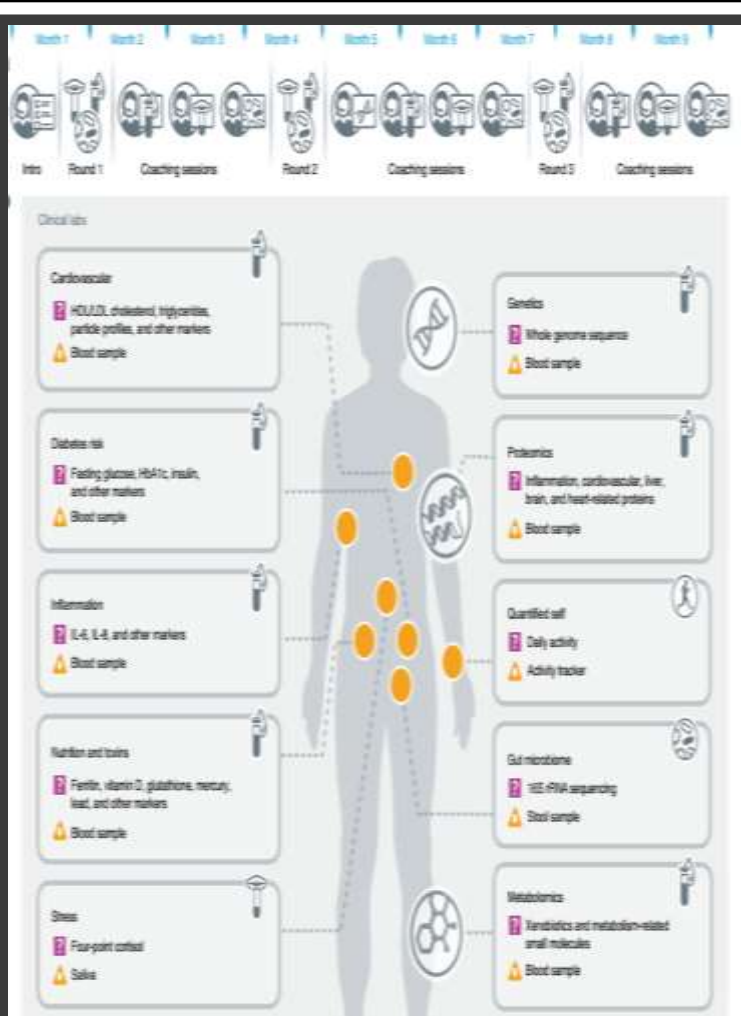 Month 1 Month 2 Month 3 Month 4 Month 5 Month 6 Month 7 Month 8 Month 9
Intro Round 1 Coaching sessions Round 2 Coaching sessions Round 3 Coaching sessions
Clinical labs
Cardiovascular
HDL/LDL cholesterol, triglycerides,
particle profiles, and other markers
Blood sample
Diabetes risk
Fasting glucose, HbA1c, insulin,
and other markers
Blood sample
Inflammation
IL-6, IL-8, and other markers
Blood sample
Nutrition and toxins
Ferritin, vitamin D, glutathione, mercury,
lead, and other markers
Blood sample
Stress
Four-point cortisol
Saliva
Genetics
Whole genome sequence
Blood sample
Proteomics
Inflammation, cardiovascular, liver,
brain, and heart-related proteins
Blood sample
Quantified self
Daily activity
Activity tracker
Gut microbiome
16S rRNA sequencing
Stool sample
Metabolomics
Xenobiotics and metabolism-related
small molecules
Blood sample